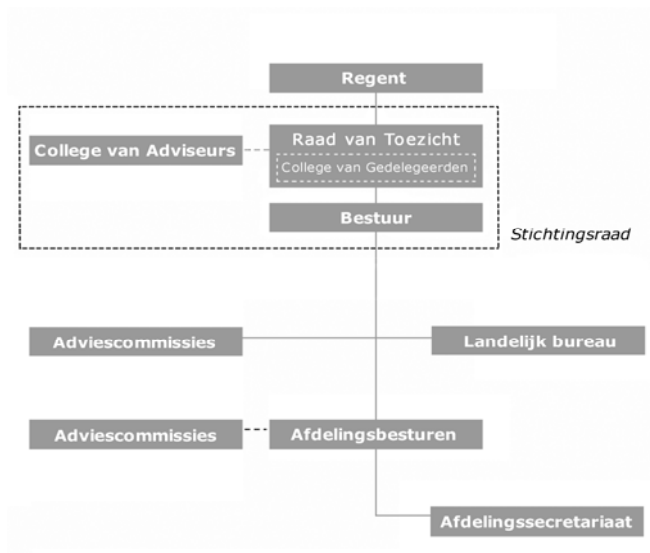 Regent
Raad van Toezicht
College van Adviseurs
College van Gedelegeerden
Bestuur
Stichtingsraad
Adviescommissies
Landelijk bureau
Adviescommissies
Afdelingsbesturen
Afdelingssecretariaat